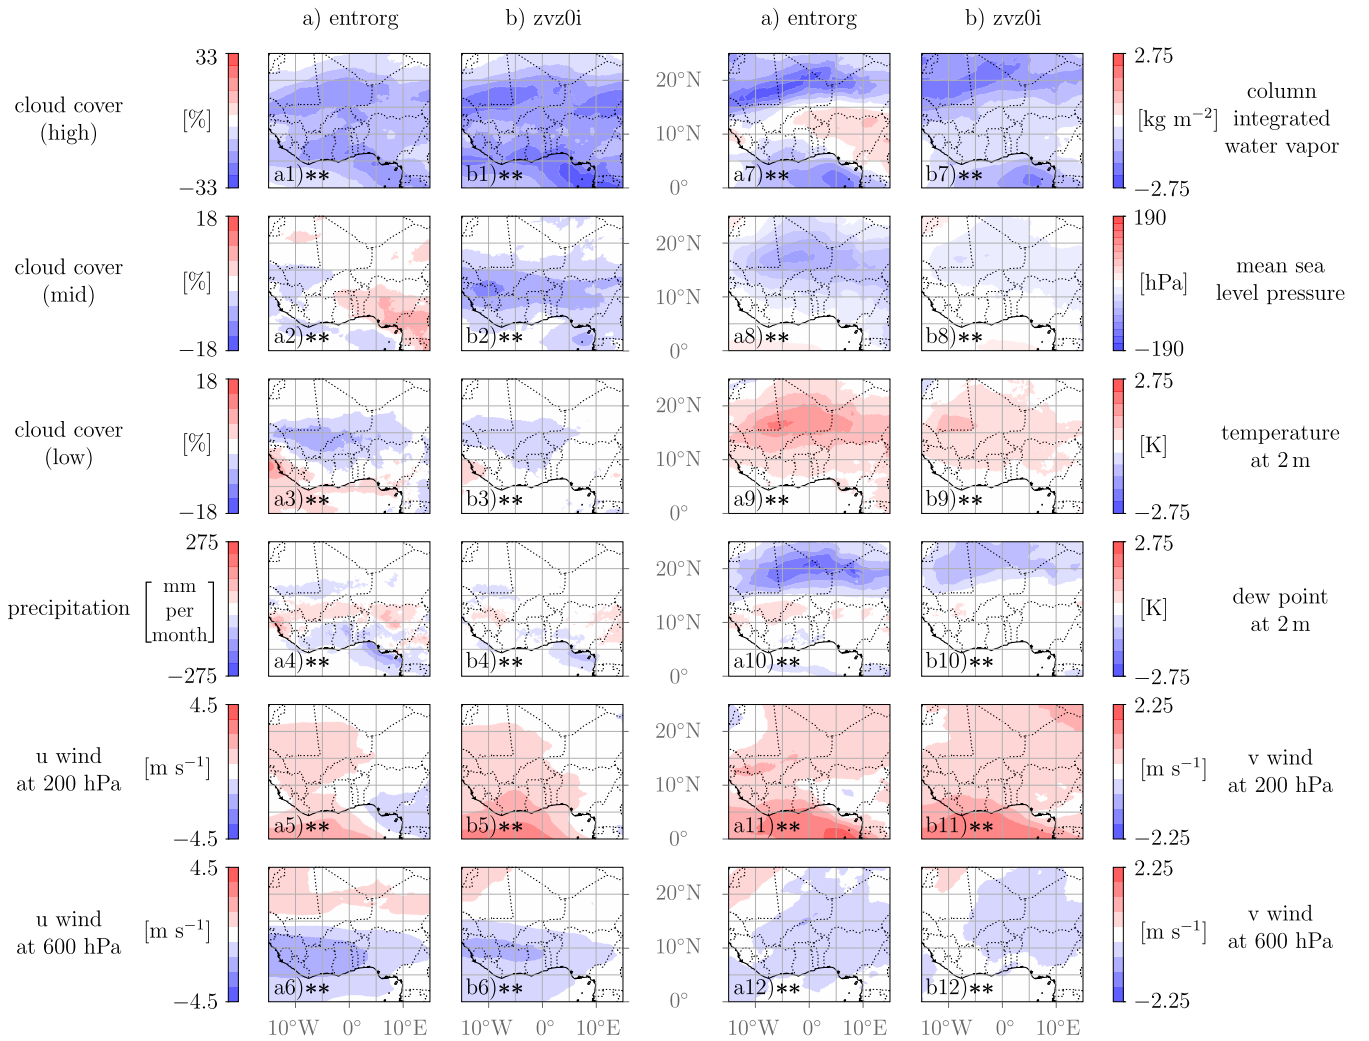 a) entrorg b) zvz0i a) entrorg b) zvz0i
cloud cover
(high)
33
[%]
−33
a1)** b1)**
20°N
10°N
0°
a7)** b7)**
2.75
[kg m−2]
−2.75
column
integrated
water vapor
cloud cover
(mid)
18
[%]
−18
a2)** b2)**
20°N
10°N
0°
a8)** b8)**
190
[hPa]
−190
mean sea
level pressure
cloud cover
(low)
18
[%]
−18
a3)** b3)**
20°N
10°N
0°
a9)** b9)**
2.75
[K]
−2.75
temperature
at 2 m
precipitation
275
mm
per
month
−275
a4)** b4)**
20°N
10°N
0°
a10)** b10)**
2.75
[K]
−2.75
dew point
at 2 m
u wind
at 200 hPa
4.5
[m s−1]
−4.5
a5)** b5)**
20°N
10°N
0°
a11)** b11)**
2.25
[m s−1]
−2.25
v wind
at 200 hPa
u wind
at 600 hPa
4.5
[m s−1]
−4.5
a6)** b6)**
20°N
10°N
0°
a12)** b12)**
2.25
[m s−1]
−2.25
v wind
at 600 hPa
10°W 0° 10°E 10°W 0° 10°E 10°W 0° 10°E 10°W 0° 10°E